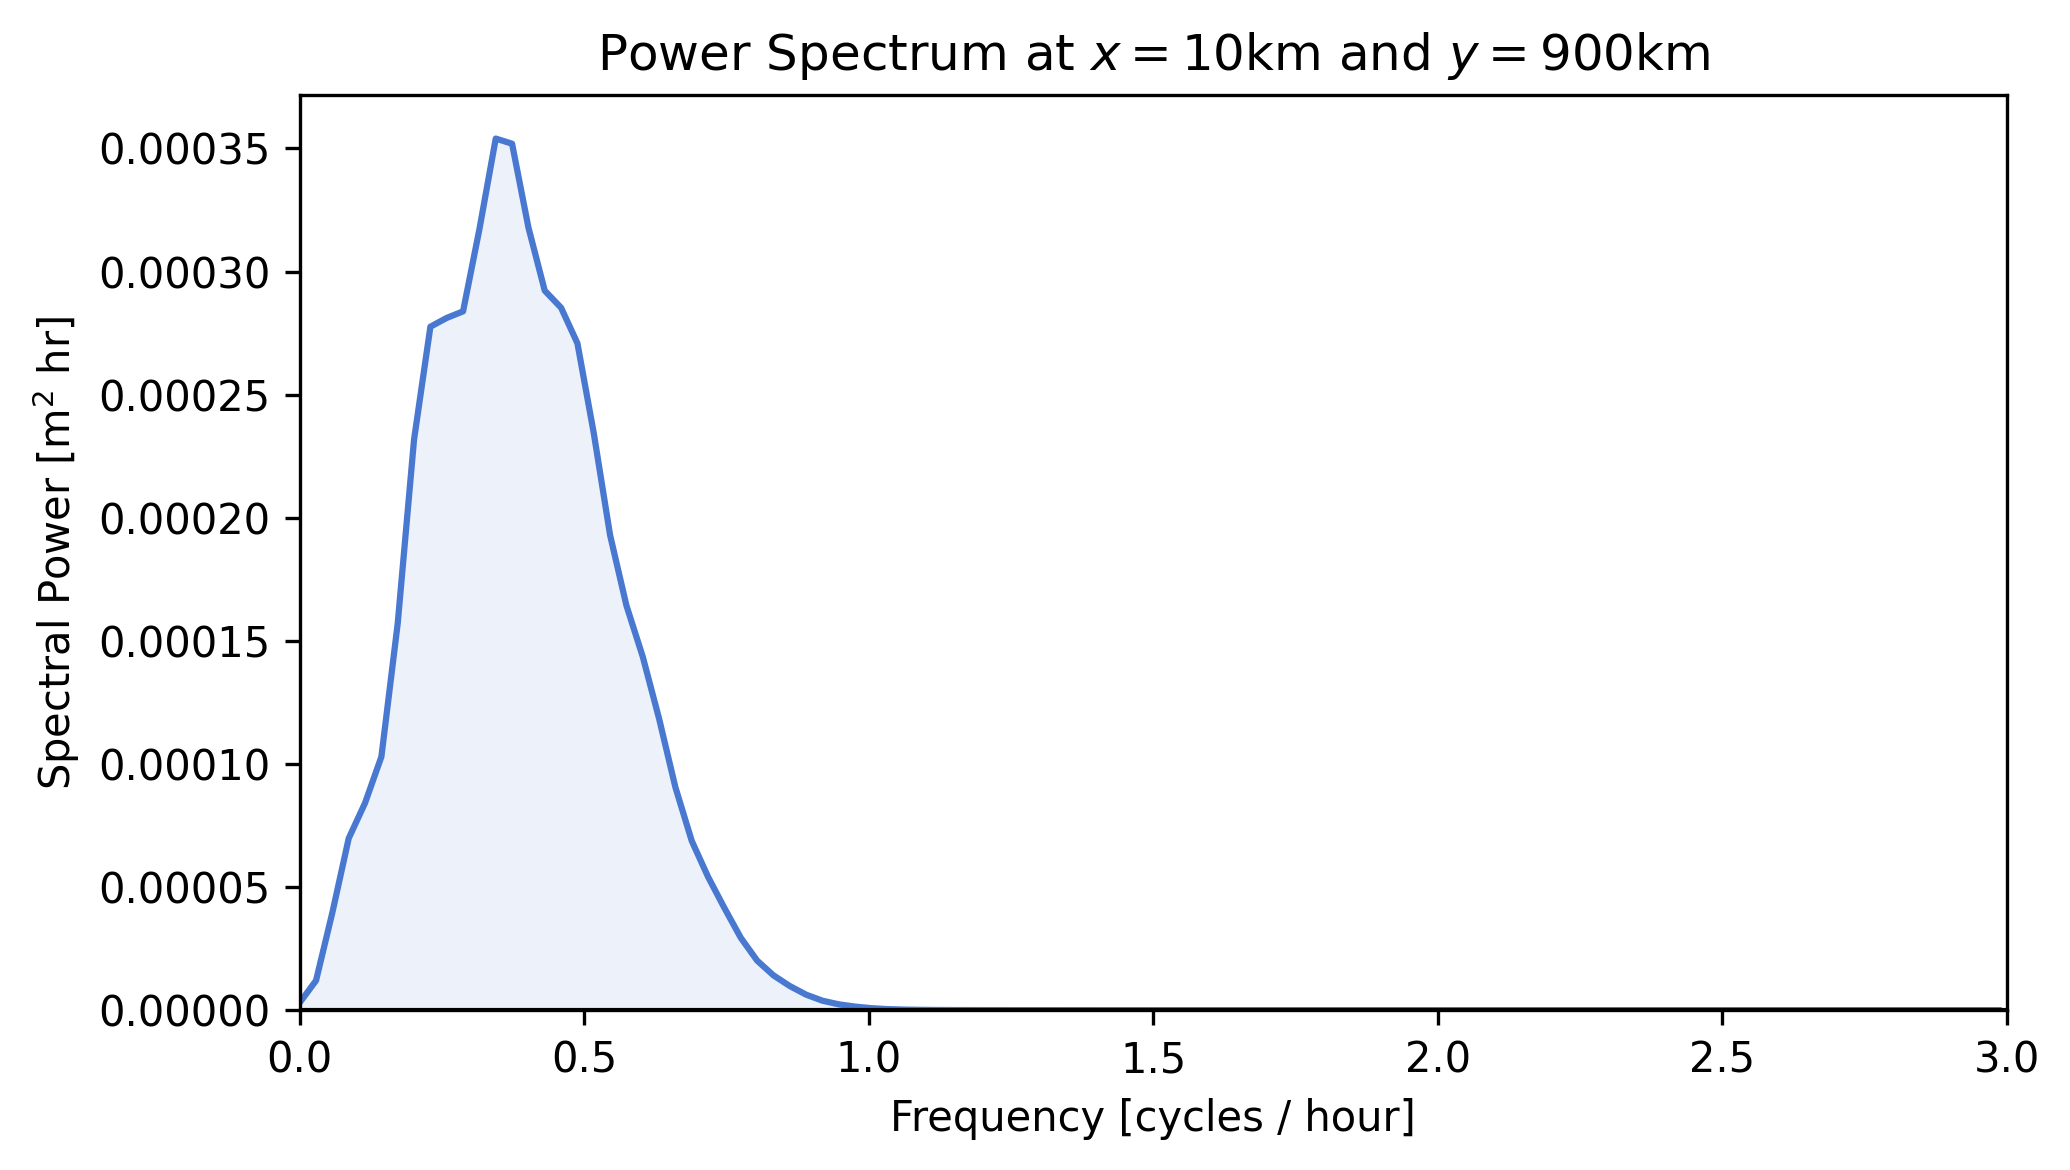 Power Spectrum at x = 10km and y = 900km
Spectral Power [m² hr]
0.00035
0.00030
0.00025
0.00020
0.00015
0.00010
0.00005
0.00000
0.0 0.5 1.0 1.5 2.0 2.5 3.0
Frequency [cycles / hour]